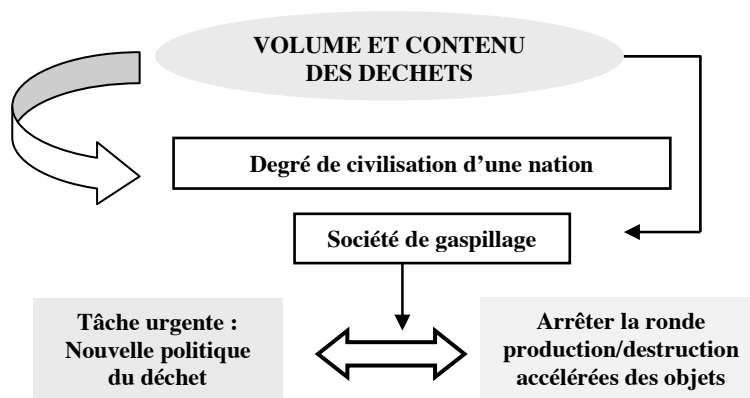 VOLUME ET CONTENU
DES DECHETS
Degré de civilisation d’une nation
Société de gaspillage
Tâche urgente :
Nouvelle politique
du déchet
Arrêter la ronde
production/destruction
accélérées des objets